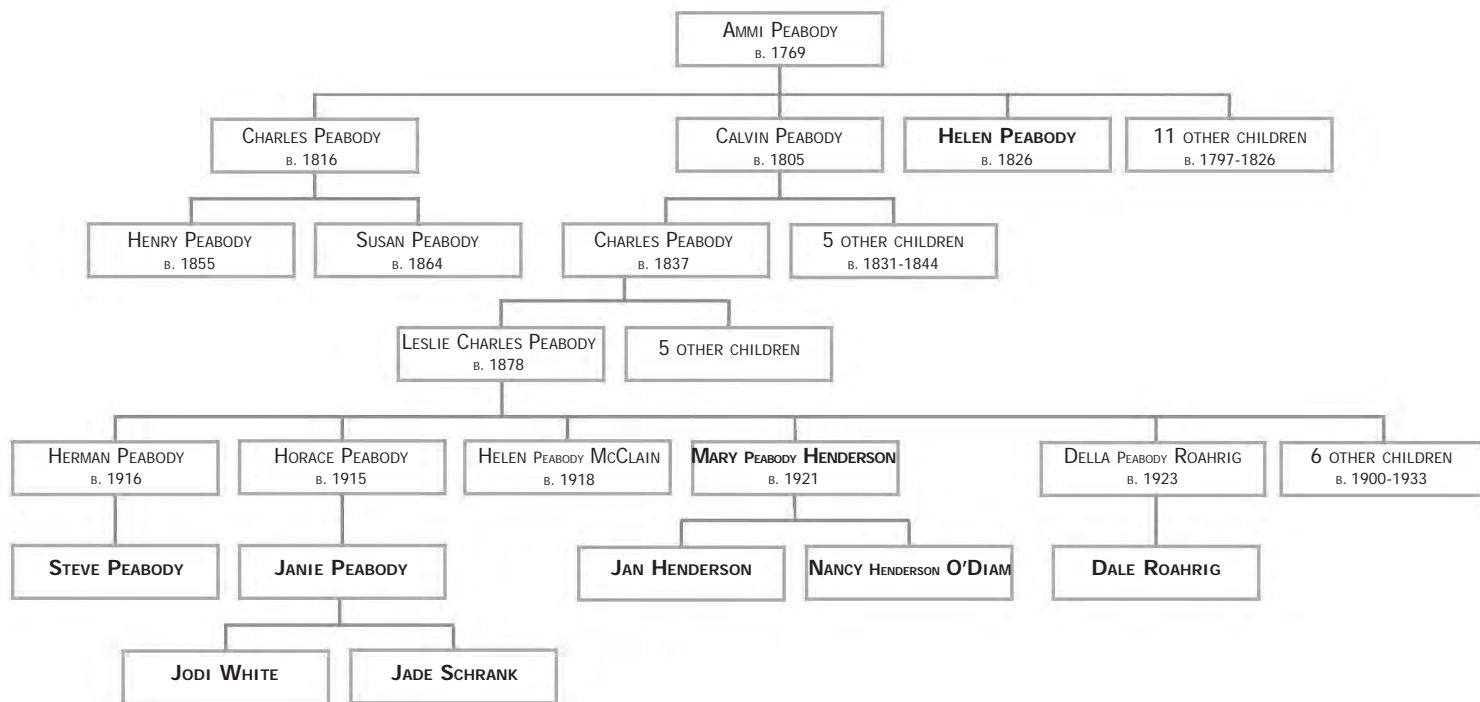 AMMI PEABODY
B. 1769
CHARLES PEABODY
B. 1816
CALVIN PEABODY
B. 1805
HELEN PEABODY
B. 1826
11 OTHER CHILDREN
B. 1797-1826
HENRY PEABODY
B. 1855
SUSAN PEABODY
B. 1864
CHARLES PEABODY
B. 1837
5 OTHER CHILDREN
B. 1831-1844
LESLIE CHARLES PEABODY
B. 1878
5 OTHER CHILDREN
HERMAN PEABODY
B. 1916
HORACE PEABODY
B. 1915
HELEN PEABODY MCCLAIN
B. 1918
MARY PEABODY HENDERSON
B. 1921
DELLA PEABODY ROAHRIG
B. 1923
6 OTHER CHILDREN
B. 1900-1933
STEVE PEABODY
JANIE PEABODY
JAN HENDERSON
NANCY HENDERSON O'DIAM
DALE ROAHRIG
JODI WHITE
JADE SCHRANK